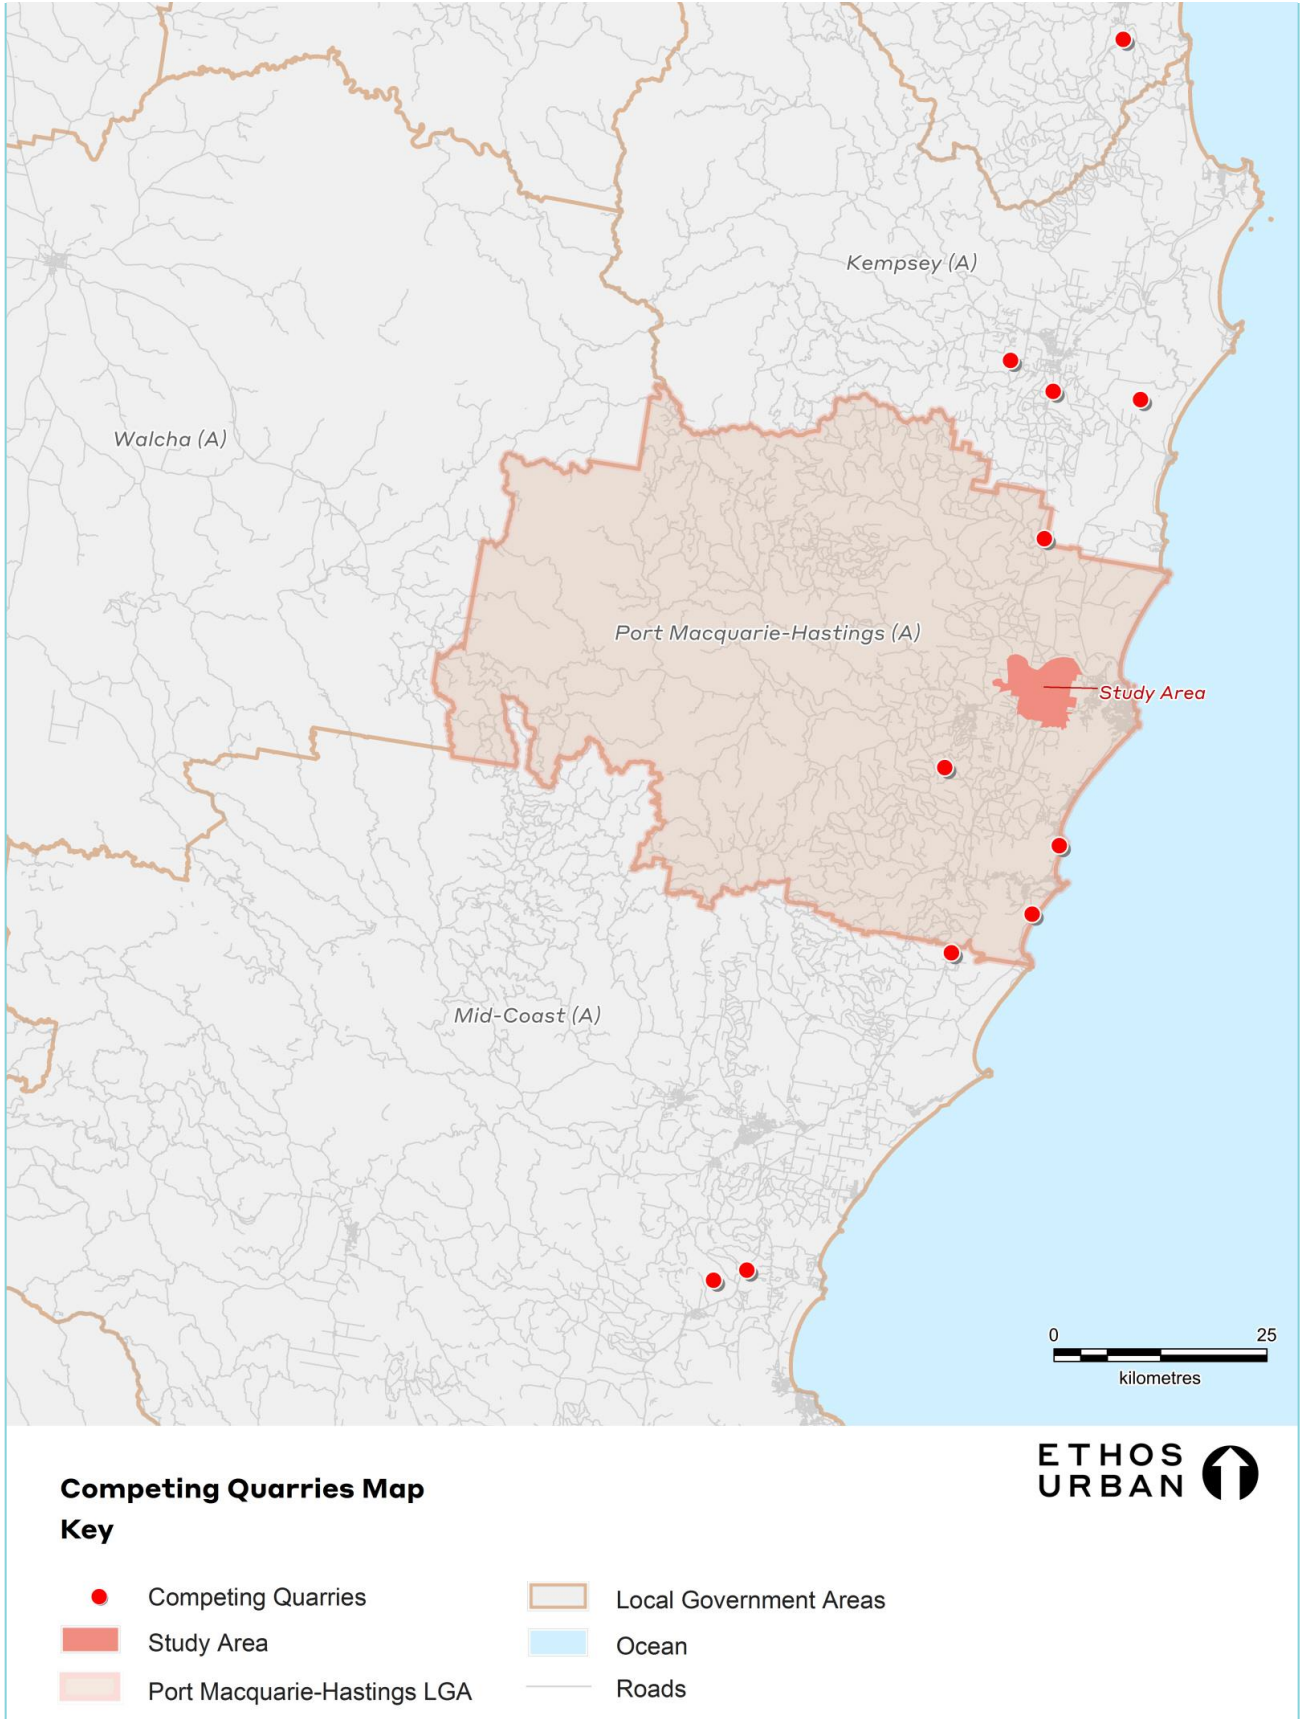 Kempsey (A)
Walcha (A)
Port Macquarie-Hastings (A)
Study Area
Mid-Coast (A)
0 25
kilometres
ETHOS
URBAN
Competing Quarries Map
Key
Competing Quarries
Study Area
Port Macquarie-Hastings LGA
Local Government Areas
Ocean
Roads